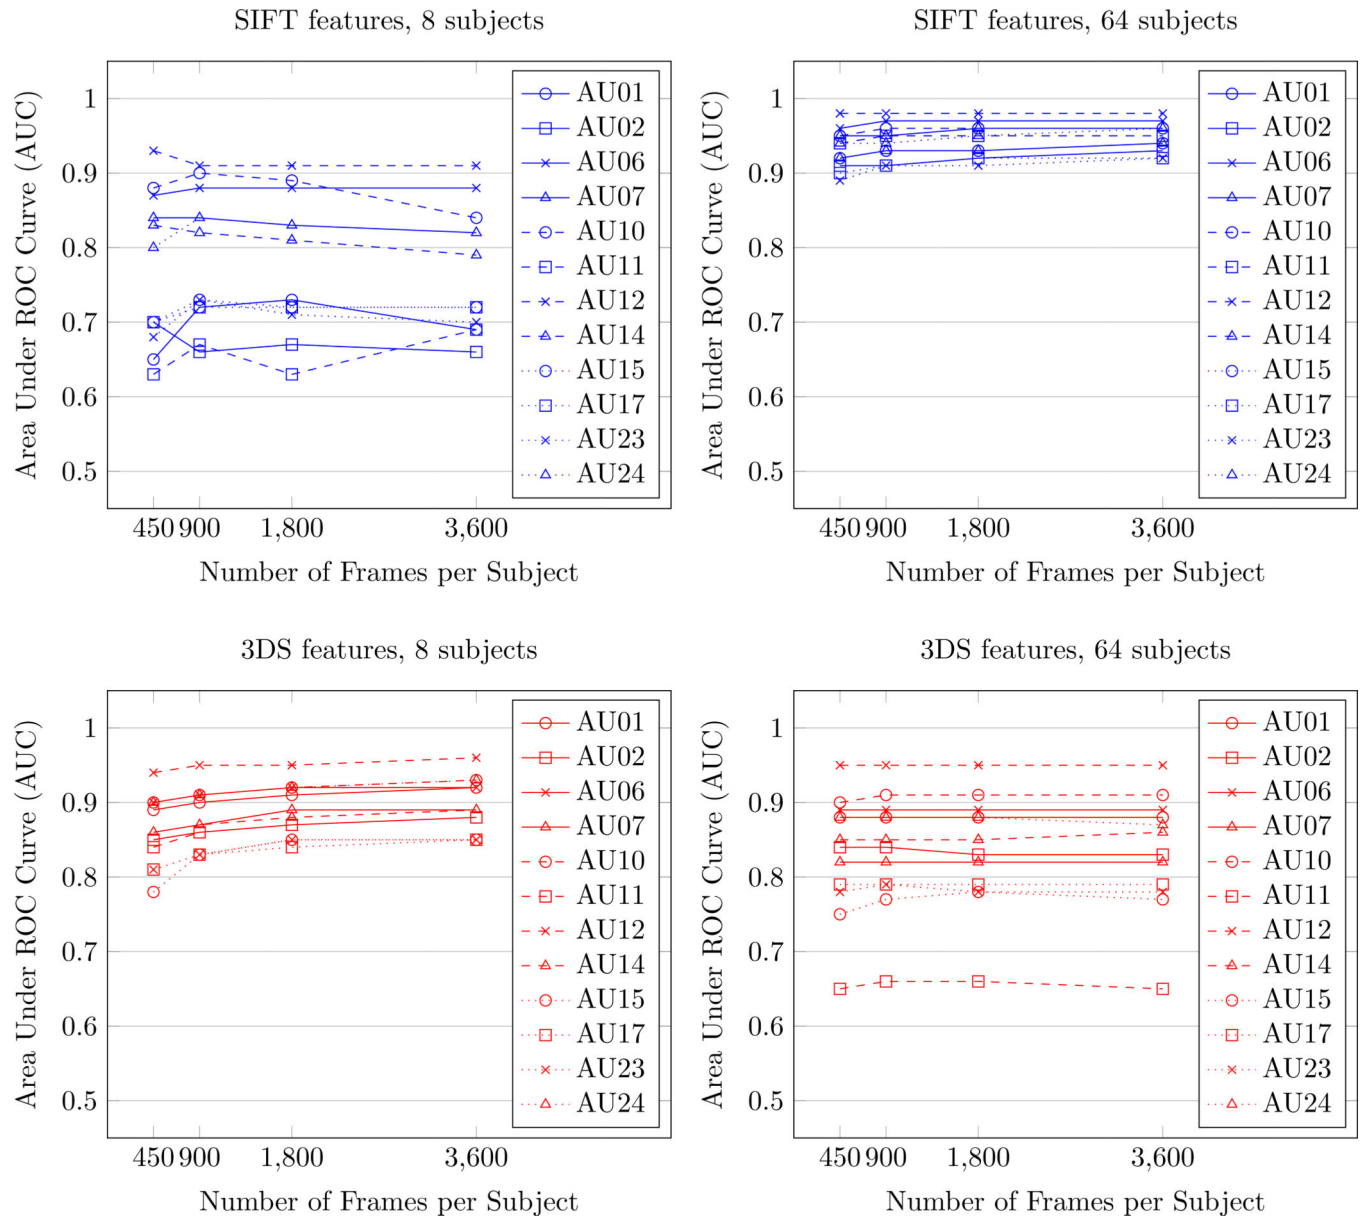 SIFT features, 8 subjects
Area Under ROC Curve (AUC)
1
0.9
0.8
0.7
0.6
0.5
450 900 1,800 3,600
Number of Frames per Subject
AU01
AU02
AU06
AU07
AU10
AU11
AU12
AU14
AU15
AU17
AU23
AU24
SIFT features, 64 subjects
Area Under ROC Curve (AUC)
1
0.9
0.8
0.7
0.6
0.5
450 900 1,800 3,600
Number of Frames per Subject
AU01
AU02
AU06
AU07
AU10
AU11
AU12
AU14
AU15
AU17
AU23
AU24
3DS features, 8 subjects
Area Under ROC Curve (AUC)
1
0.9
0.8
0.7
0.6
0.5
450 900 1,800 3,600
Number of Frames per Subject
AU01
AU02
AU06
AU07
AU10
AU11
AU12
AU14
AU15
AU17
AU23
AU24
3DS features, 64 subjects
Area Under ROC Curve (AUC)
1
0.9
0.8
0.7
0.6
0.5
450 900 1,800 3,600
Number of Frames per Subject
AU01
AU02
AU06
AU07
AU10
AU11
AU12
AU14
AU15
AU17
AU23
AU24